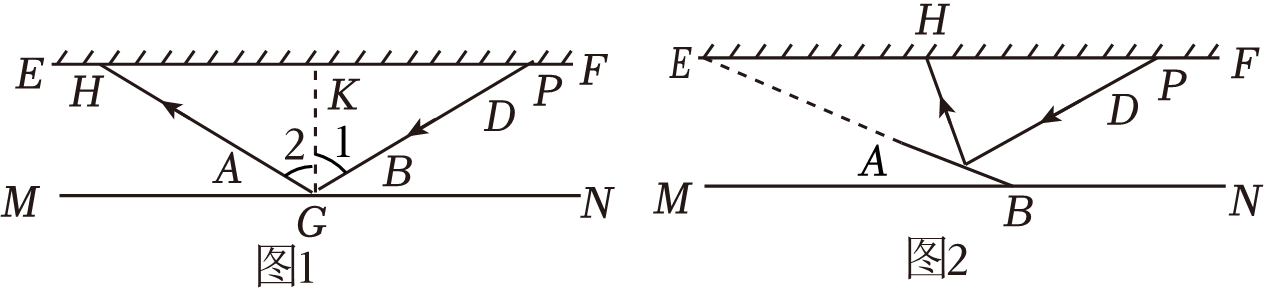 E H K P F
D
2 1
A B
M G N
图1
H
E P F
D
A
M B N
图2